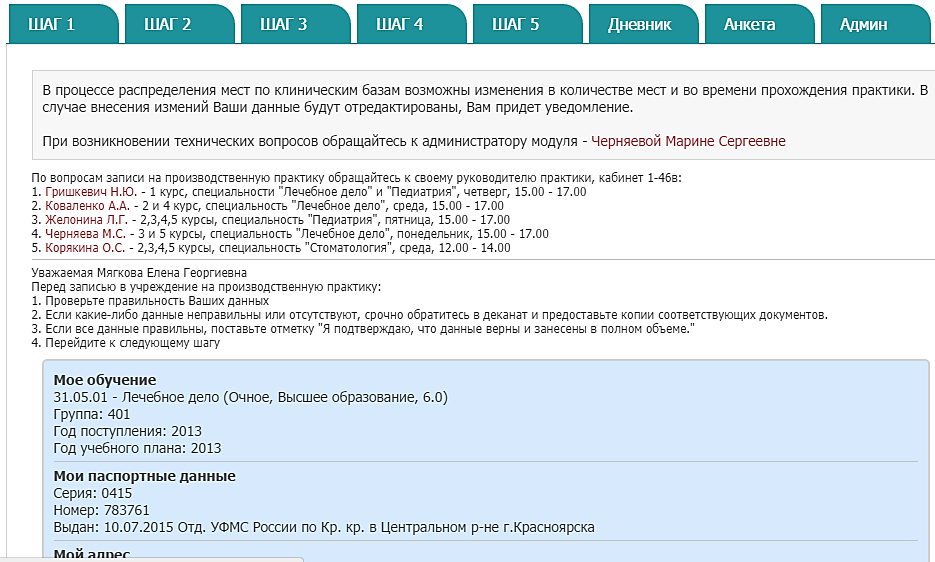 ШАГ 1 ШАГ 2 ШАГ 3 ШАГ 4 ШАГ 5 Дневник Анкета Админ
В процессе распределения мест по клиническим базам возможны изменения в количестве мест и во времени прохождения практики. В
случае внесения измений Ваши данные будут отредактированы, Вам придет уведомление.
При возникновении технических вопросов обращайтесь к администратору модуля - Черняевой Марине Сергеевне
По вопросам записи на производственную практику обращайтесь к своему руководителю практики, кабинет 1-46в:
1. Гришкевич Н.Ю. - 1 курс, специальности "Лечебное дело" и "Педиатрия", четверг, 15.00 - 17.00
2. Коваленко А.А. - 2 и 4 курс, специальность "Лечебное дело", среда, 15.00 - 17.00
3. Желонина Л.Г. - 2,3,4,5 курсы, специальность "Педиатрия", пятница, 15.00 - 17.00
4. Черняева М.С. - 3 и 5 курсы, специальность "Лечебное дело", понедельник, 15.00 - 17.00
5. Корякина О.С. - 2,3,4,5 курсы, специальность "Стоматология", среда, 12.00 - 14.00
Уважаемая Мягкова Елена Георгиевна
Перед записью в учреждение на производственную практику:
1. Проверьте правильность Ваших данных
2. Если какие-либо данные неправильны или отсутствуют, срочно обратитесь в деканат и предоставьте копии соответствующих документов.
3. Если все данные правильны, поставьте отметку "Я подтверждаю, что данные верны и занесены в полном объеме."
4. Перейдите к следующему шагу
Мое обучение
31.05.01 - Лечебное дело (Очное, Высшее образование, 6.0)
Группа: 401
Год поступления: 2013
Год учебного плана: 2013
Мои паспортные данные
Серия: 0415
Номер: 783761
Выдан: 10.07.2015 Отд. УФМС России по Кр. кр. в Центральном р-не г.Красноярска
Мой адрес